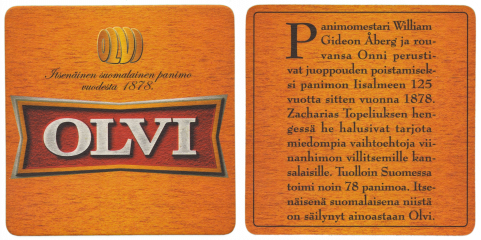 OLVI
Itsenäinen suomalainen panimo
vuodesta 1878.
OLVI
Panimomestari William
Gideon Åberg ja rou-
vansa Onni perusti-
vat juoppouden poistamisek-
si panimon Iisalmeen 125
vuotta sitten vuonna 1878.
Zacharias Topeliuksen hen-
gessä he halusivat tarjota
miedompia vaihtoehtoja vii-
nanhimon villitsemille kan-
salaisille. Tuolloin Suomessa
toimi noin 78 panimoa. Itse-
näisenä suomalaisena niistä
on säilynyt ainoastaan Olvi.